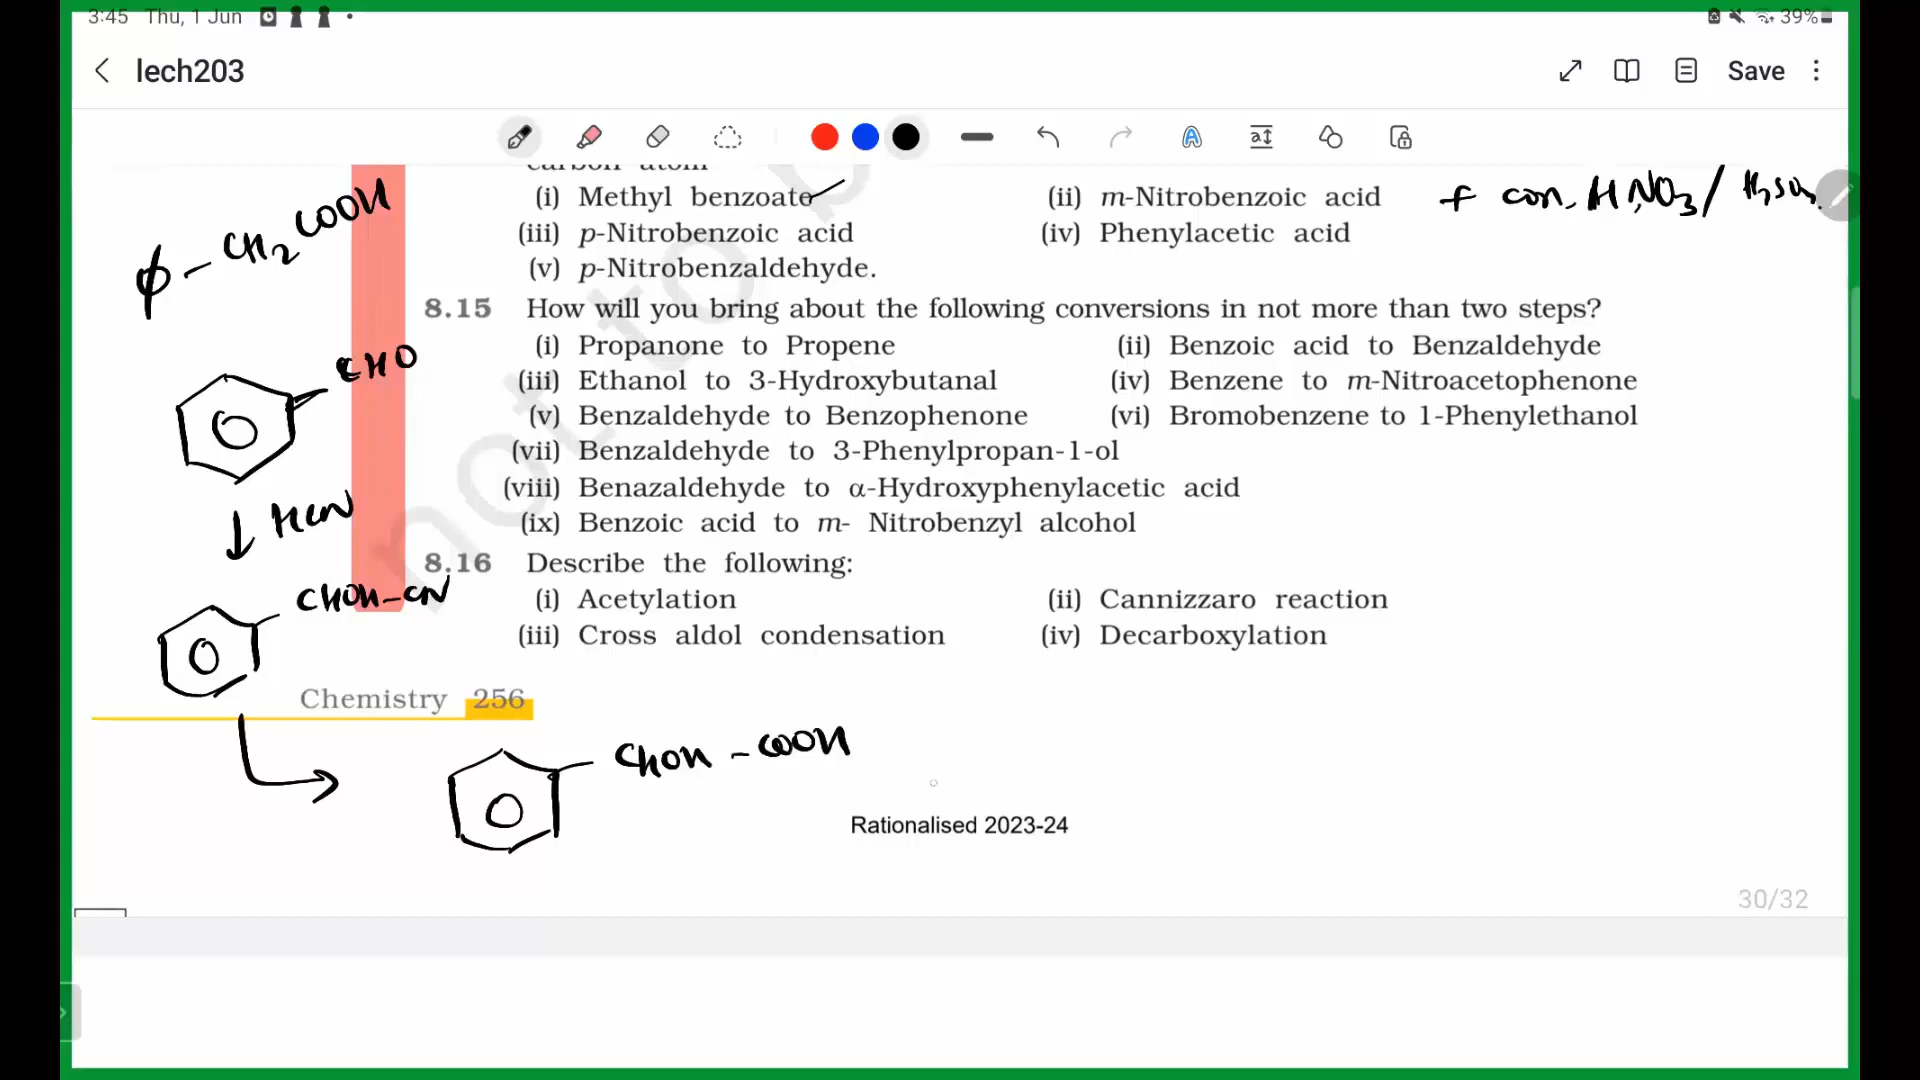 3:45 Thu, 1 Jun
39%
lech203
Save
carbon atom
(i) Methyl benzoate (ii) m-Nitrobenzoic acid + con. HNO3/
(iii) p-Nitrobenzoic acid (iv) Phenylacetic acid
(v) p-Nitrobenzaldehyde.
ϕ-CH2COOH
8.15 How will you bring about the following conversions in not more than two steps?
(i) Propanone to Propene (ii) Benzoic acid to Benzaldehyde
(iii) Ethanol to 3-Hydroxybutanal (iv) Benzene to m-Nitroacetophenone
(v) Benzaldehyde to Benzophenone (vi) Bromobenzene to 1-Phenylethanol
(vii) Benzaldehyde to 3-Phenylpropan-1-ol
(viii) Benazaldehyde to α-Hydroxyphenylacetic acid
(ix) Benzoic acid to m- Nitrobenzyl alcohol
CHO
↓ HCN
8.16 Describe the following:
(i) Acetylation (ii) Cannizzaro reaction
(iii) Cross aldol condensation (iv) Decarboxylation
CHOH-CN
Chemistry 256
CHOH-COOH
Rationalised 2023-24
30/32
not to